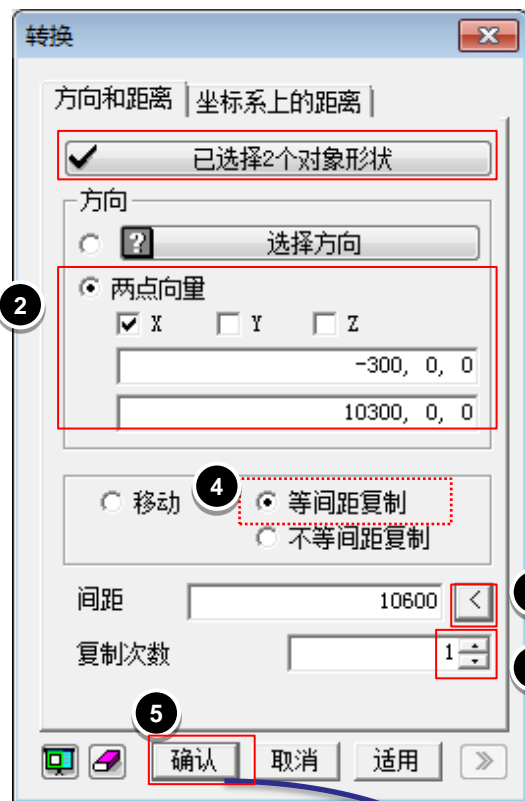 转换
方向和距离 坐标系上的距离
已选择2个对象形状
方向
? 选择方向
2
两点向量
X Y Z
-300, 0, 0
10300, 0, 0
移动 4 等间距复制
不等间距复制
间距 10600 <
复制次数 1
5
确认 取消 适用 >>